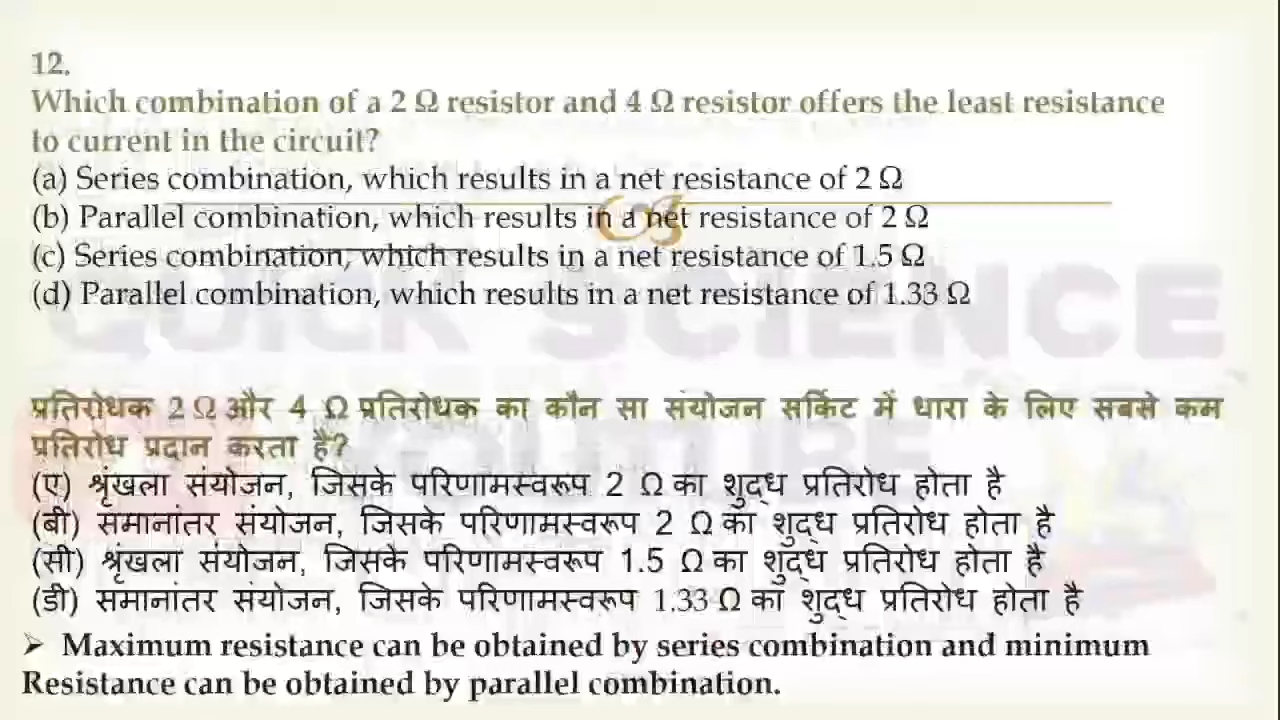 12.
Which combination of a 2 Ω resistor and 4 Ω resistor offers the least resistance
to current in the circuit?
(a) Series combination, which results in a net resistance of 2 Ω
(b) Parallel combination, which results in a net resistance of 2 Ω
(c) Series combination, which results in a net resistance of 1.5 Ω
(d) Parallel combination, which results in a net resistance of 1.33 Ω
QUICK SCIENCE
प्रतिरोधक 2 Ω और 4 Ω प्रतिरोधक का कौन सा संयोजन सर्किट में धारा के लिए सबसे कम
प्रतिरोध प्रदान करता है?
YOUTUBE
(ए) श्रृंखला संयोजन, जिसके परिणामस्वरूप 2 Ω का शुद्ध प्रतिरोध होता है
(बी) समानांतर संयोजन, जिसके परिणामस्वरूप 2 Ω का शुद्ध प्रतिरोध होता है
(सी) श्रृंखला संयोजन, जिसके परिणामस्वरूप 1.5 Ω का शुद्ध प्रतिरोध होता है
(डी) समानांतर संयोजन, जिसके परिणामस्वरूप 1.33 Ω का शुद्ध प्रतिरोध होता है
➢ Maximum resistance can be obtained by series combination and minimum
Resistance can be obtained by parallel combination.